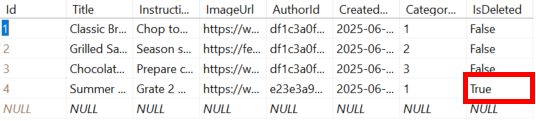 Id Title Instructi... ImageUrl AuthorId Created... Categor... IsDeleted
1 Classic Br... Chop to... https://w... df1c3a0f... 2025-06-... 1 False
2 Grilled Sa... Season s... https://fe... df1c3a0f... 2025-06-... 2 False
3 Chocolat... Prepare c... https://w... df1c3a0f... 2025-06-... 3 False
4 Summer ... Grate 2 ... https://w... e23e3a9... 2025-06-... 1 True
NULL NULL NULL NULL NULL NULL NULL NULL